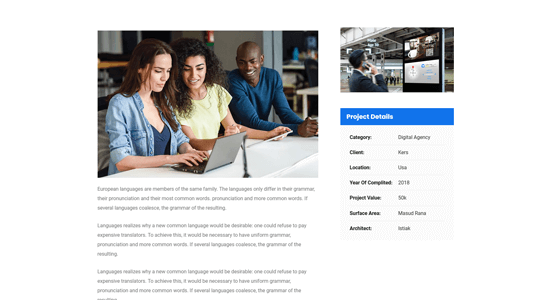 European languages are members of the same family. The languages only differ in their grammar,
their pronunciation and their most common words. pronunciation and more common words. If
several languages coalesce, the grammar of the resulting.
Languages realizes why a new common language would be desirable: one could refuse to pay
expensive translators. To achieve this, it would be necessary to have uniform grammar,
pronunciation and more common words. If several languages coalesce, the grammar of the
resulting.
Languages realizes why a new common language would be desirable: one could refuse to pay
expensive translators. To achieve this, it would be necessary to have uniform grammar,
pronunciation and more common words. If several languages coalesce, the grammar of the
Project Details
Category: Digital Agency
Client: Kers
Location: Usa
Year Of Complited: 2018
Project Value: 50k
Surface Area: Masud Rana
Architect: Istiak